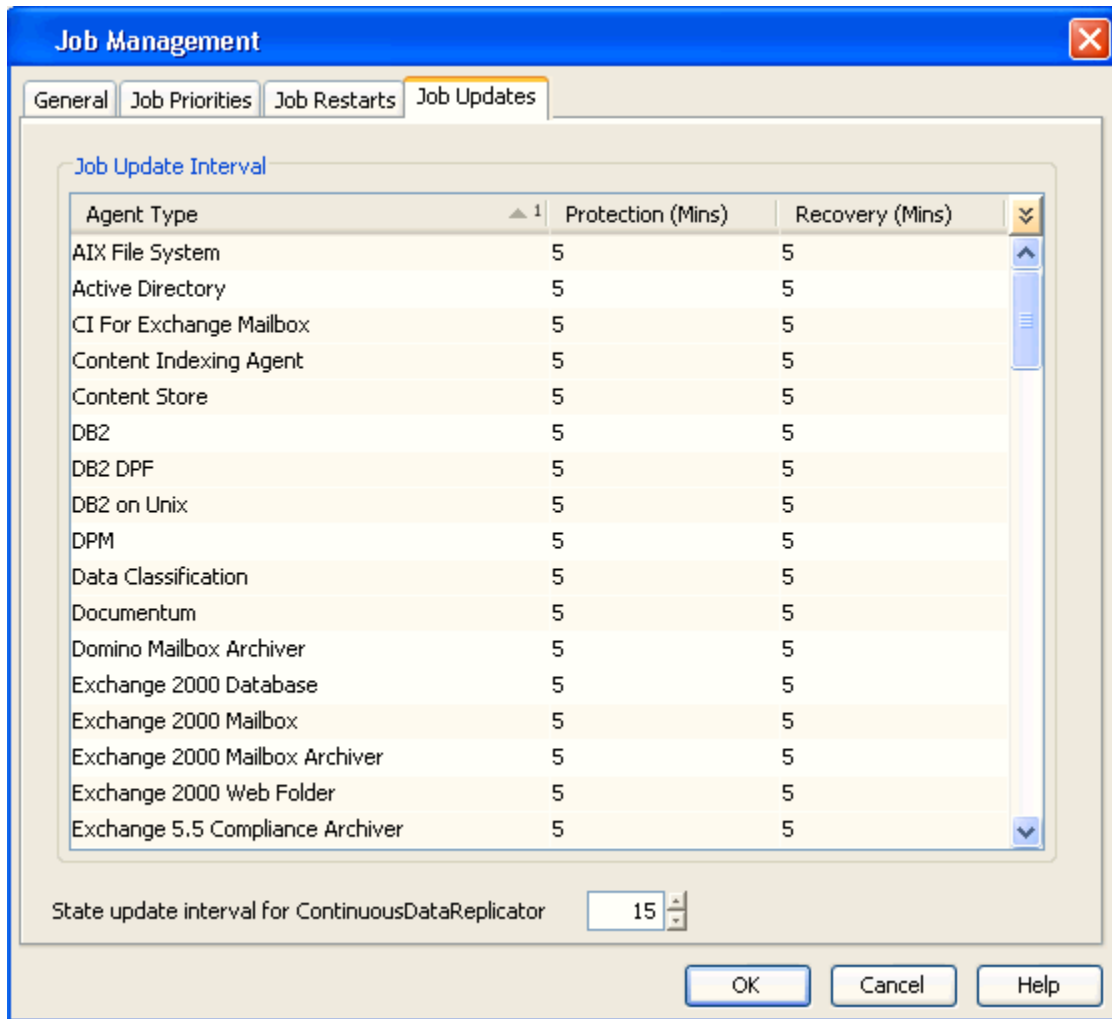 Job Management
General Job Priorities Job Restarts Job Updates
Job Update Interval
Agent Type 1 Protection (Mins) Recovery (Mins)
AIX File System 5 5
Active Directory 5 5
CI For Exchange Mailbox 5 5
Content Indexing Agent 5 5
Content Store 5 5
DB2 5 5
DB2 DPF 5 5
DB2 on Unix 5 5
DPM 5 5
Data Classification 5 5
Documentum 5 5
Domino Mailbox Archiver 5 5
Exchange 2000 Database 5 5
Exchange 2000 Mailbox 5 5
Exchange 2000 Mailbox Archiver 5 5
Exchange 2000 Web Folder 5 5
Exchange 5.5 Compliance Archiver 5 5
State update interval for ContinuousDataReplicator 15
OK Cancel Help